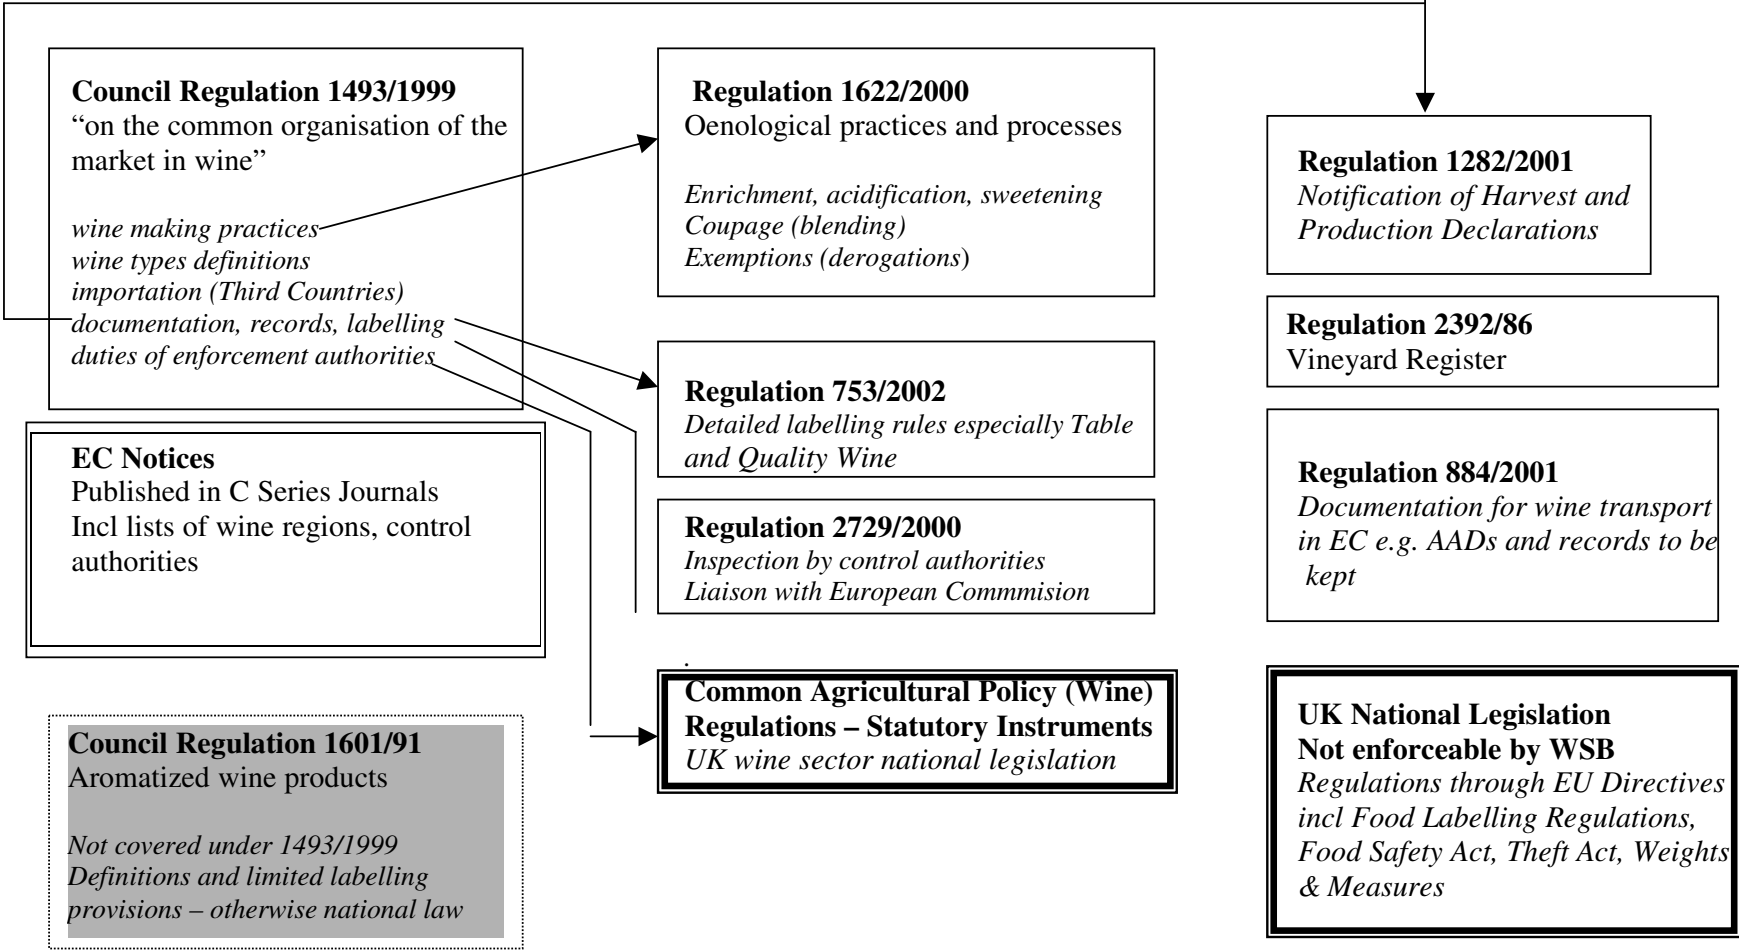 Council Regulation 1493/1999
“on the common organisation of the
market in wine”
wine making practices
wine types definitions
importation (Third Countries)
documentation, records, labelling
duties of enforcement authorities
EC Notices
Published in C Series Journals
Incl lists of wine regions, control
authorities
Council Regulation 1601/91
Aromatized wine products
Not covered under 1493/1999
Definitions and limited labelling
provisions – otherwise national law
Regulation 1622/2000
Oenological practices and processes
Enrichment, acidification, sweetening
Coupage (blending)
Exemptions (derogations)
Regulation 753/2002
Detailed labelling rules especially Table
and Quality Wine
Regulation 2729/2000
Inspection by control authorities
Liaison with European Commmision
.
Common Agricultural Policy (Wine)
Regulations – Statutory Instruments
UK wine sector national legislation
Regulation 1282/2001
Notification of Harvest and
Production Declarations
Regulation 2392/86
Vineyard Register
Regulation 884/2001
Documentation for wine transport
in EC e.g. AADs and records to be
kept
UK National Legislation
Not enforceable by WSB
Regulations through EU Directives
incl Food Labelling Regulations,
Food Safety Act, Theft Act, Weights
& Measures